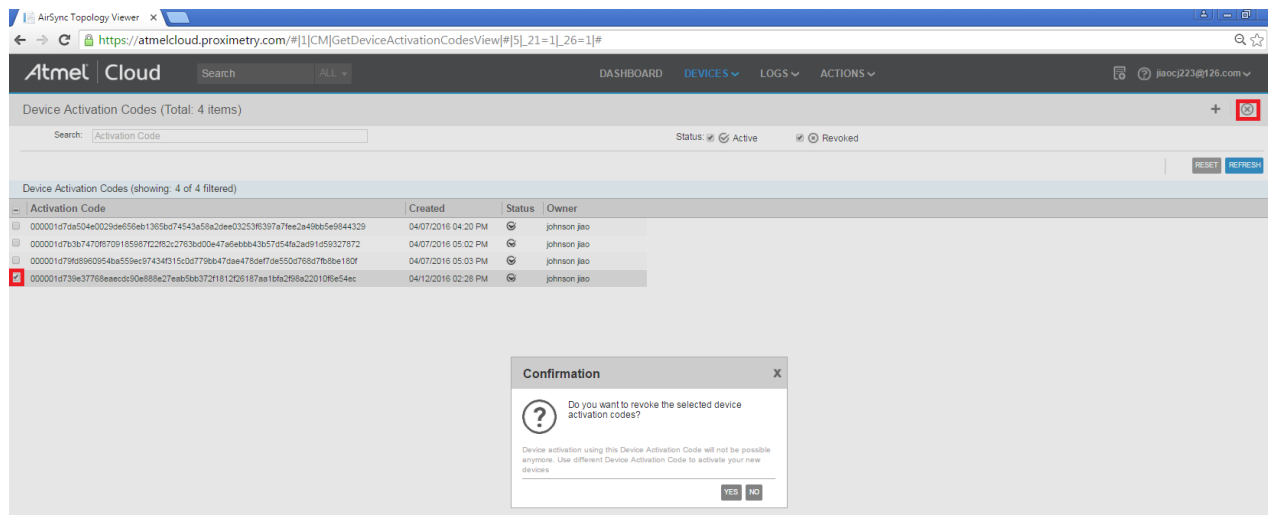 AirSync Topology Viewer x
https://atmelcloud.proximetry.com/#|1|CM|GetDeviceActivationCodesView|#|5|_21=1|_26=1|#
Atmel Cloud Search ALL DASHBOARD DEVICES LOGS ACTIONS jiaocj223@126.com
Device Activation Codes (Total: 4 items)
Search: Activation Code Status: Active Revoked
RESET REFRESH
Device Activation Codes (showing: 4 of 4 filtered)
Activation Code Created Status Owner
000001d7da504e0029de656eb1365bd74543a58a2dee03253f6397a7fee2a49bb5e9844329 04/07/2016 04:20 PM johnson jiao
000001d7b3b7470f8709185987f22f82c2763bd00e47a6ebbb43b57d54fa2ad91d59327872 04/07/2016 05:02 PM johnson jiao
000001d79fd8960954ba559ec97434f315c0d779bb47dae478def7de550d768d7fb8be180f 04/07/2016 05:03 PM johnson jiao
000001d739e37768eaecdc90e888e27eab5bb372f1812f26187aa1bfa2f98a22010f6e54ec 04/12/2016 02:28 PM johnson jiao
Confirmation X
Do you want to revoke the selected device
activation codes?
Device activation using this Device Activation Code will not be possible
anymore. Use different Device Activation Code to activate your new
devices
YES NO